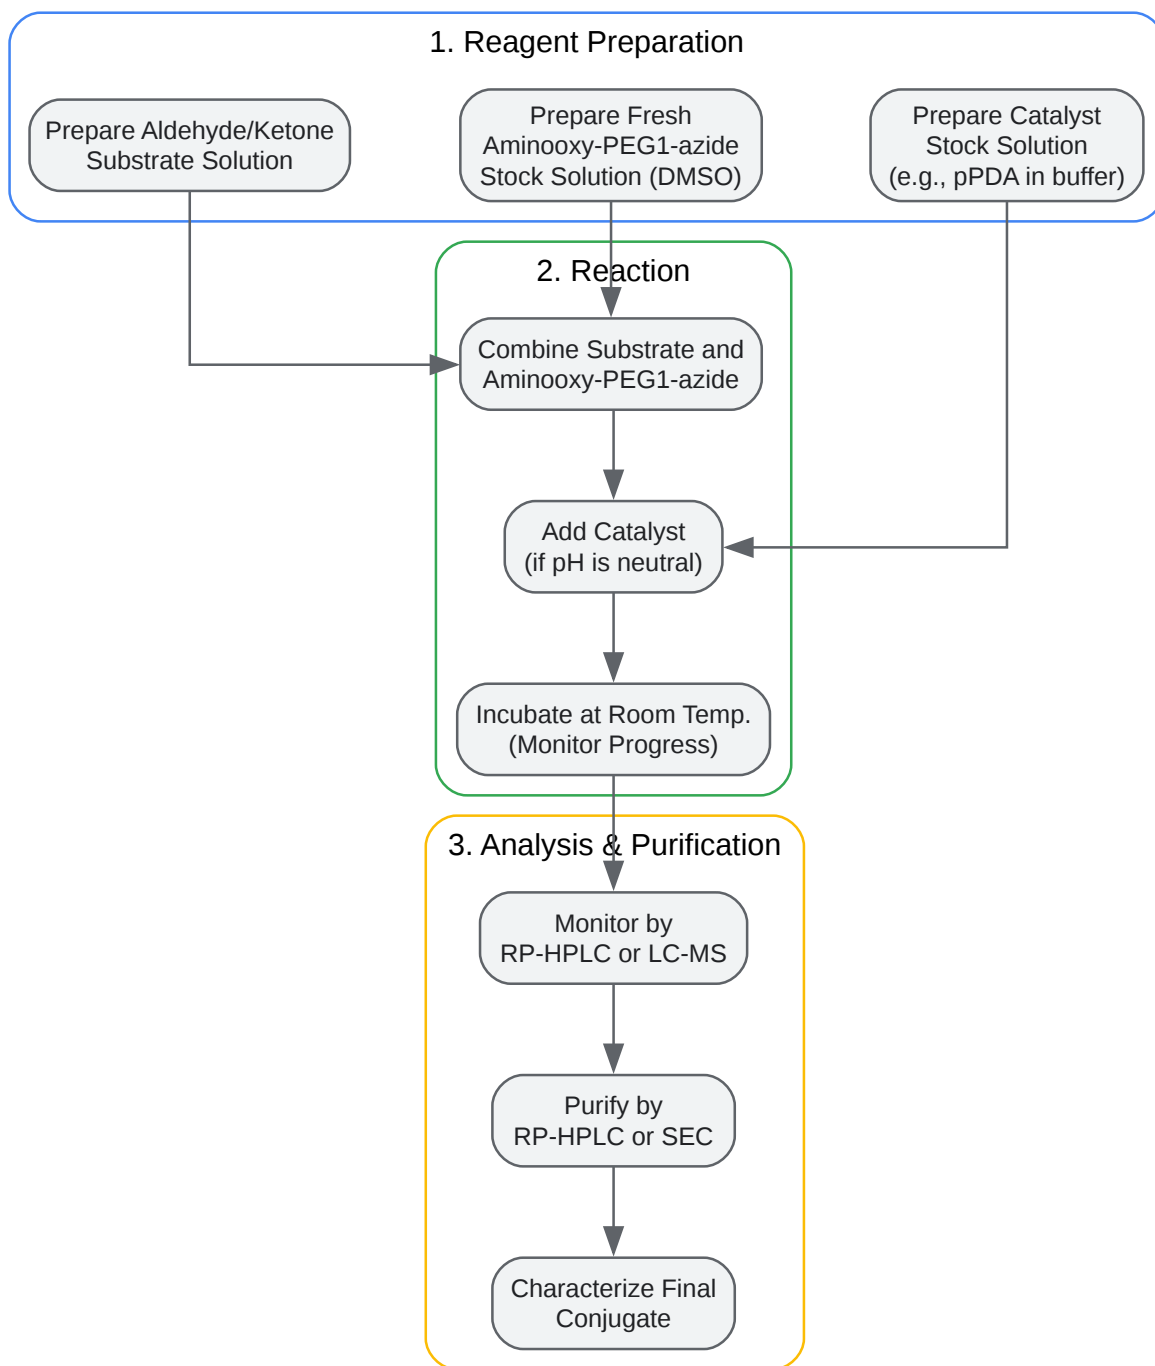 1. Reagent Preparation
Prepare Aldehyde/Ketone
Substrate Solution
Prepare Fresh
Aminooxy-PEG1-azide
Stock Solution (DMSO)
Prepare Catalyst
Stock Solution
(e.g., pPDA in buffer)
2. Reaction
Combine Substrate and
Aminooxy-PEG1-azide
Add Catalyst
(if pH is neutral)
Incubate at Room Temp.
(Monitor Progress)
3. Analysis & Purification
Monitor by
RP-HPLC or LC-MS
Purify by
RP-HPLC or SEC
Characterize Final
Conjugate